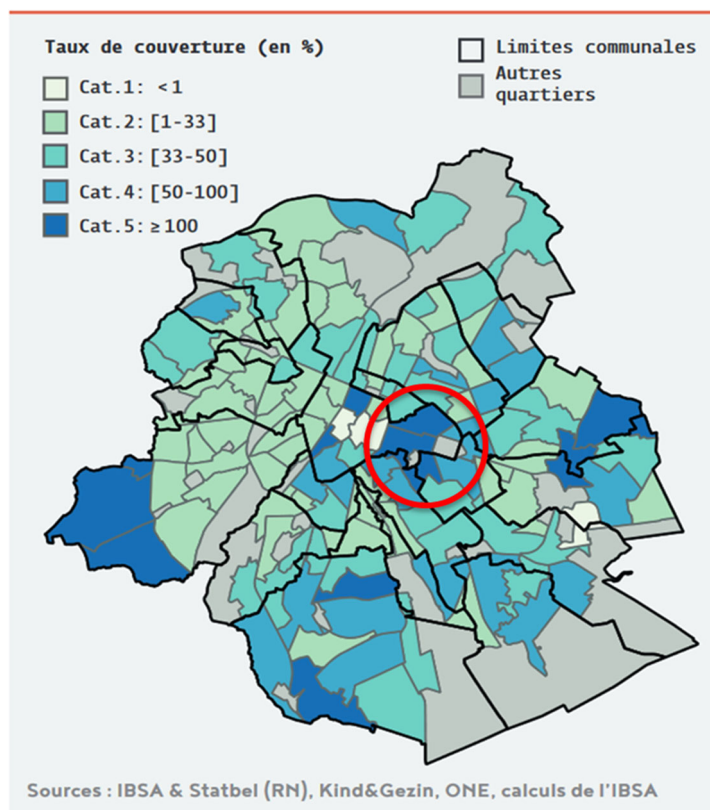 Taux de couverture (en %)
Cat.1: <1
Cat.2: [1-33]
Cat.3: [33-50]
Cat.4: [50-100]
Cat.5: ≥100
Limites communales
Autres
quartiers
Sources : IBSA & Statbel (RN), Kind&Gezin, ONE, calculs de l'IBSA